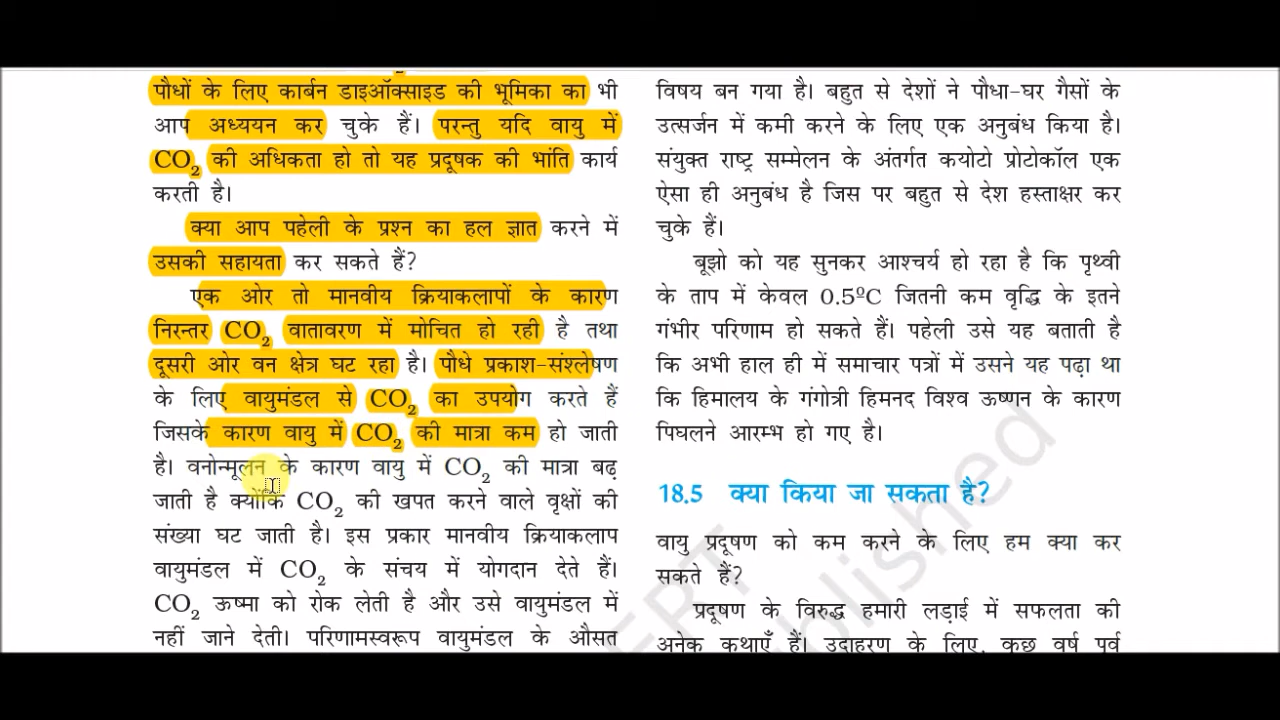 पौधों के लिए कार्बन डाइऑक्साइड की भूमिका का भी
आप अध्ययन कर चुके हैं। परन्तु यदि वायु में
CO₂ की अधिकता हो तो यह प्रदूषक की भांति कार्य
करती है।
क्या आप पहेली के प्रश्न का हल ज्ञात करने में
उसकी सहायता कर सकते हैं?
एक ओर तो मानवीय क्रियाकलापों के कारण
निरन्तर CO₂ वातावरण में मोचित हो रही है तथा
दूसरी ओर वन क्षेत्र घट रहा है। पौधे प्रकाश-संश्लेषण
के लिए वायुमंडल से CO₂ का उपयोग करते हैं
जिसके कारण वायु में CO₂ की मात्रा कम हो जाती
है। वनोन्मूलन के कारण वायु में CO₂ की मात्रा बढ़
जाती है क्योंकि CO₂ की खपत करने वाले वृक्षों की
संख्या घट जाती है। इस प्रकार मानवीय क्रियाकलाप
वायुमंडल में CO₂ के संचय में योगदान देते हैं।
CO₂ ऊष्मा को रोक लेती है और उसे वायुमंडल में
नहीं जाने देती। परिणामस्वरूप वायुमंडल के औसत
विषय बन गया है। बहुत से देशों ने पौधा-घर गैसों के
उत्सर्जन में कमी करने के लिए एक अनुबंध किया है।
संयुक्त राष्ट्र सम्मेलन के अंतर्गत कयोटो प्रोटोकॉल एक
ऐसा ही अनुबंध है जिस पर बहुत से देश हस्ताक्षर कर
चुके हैं।
बूझो को यह सुनकर आश्चर्य हो रहा है कि पृथ्वी
के ताप में केवल 0.5ºC जितनी कम वृद्धि के इतने
गंभीर परिणाम हो सकते हैं। पहेली उसे यह बताती है
कि अभी हाल ही में समाचार पत्रों में उसने यह पढ़ा था
कि हिमालय के गंगोत्री हिमनद विश्व ऊष्णन के कारण
पिघलने आरम्भ हो गए है।
18.5 क्या किया जा सकता है?
वायु प्रदूषण को कम करने के लिए हम क्या कर
सकते हैं?
प्रदूषण के विरुद्ध हमारी लड़ाई में सफलता की
अनेक कथाएँ हैं। उदाहरण के लिए, कुछ वर्ष पूर्व